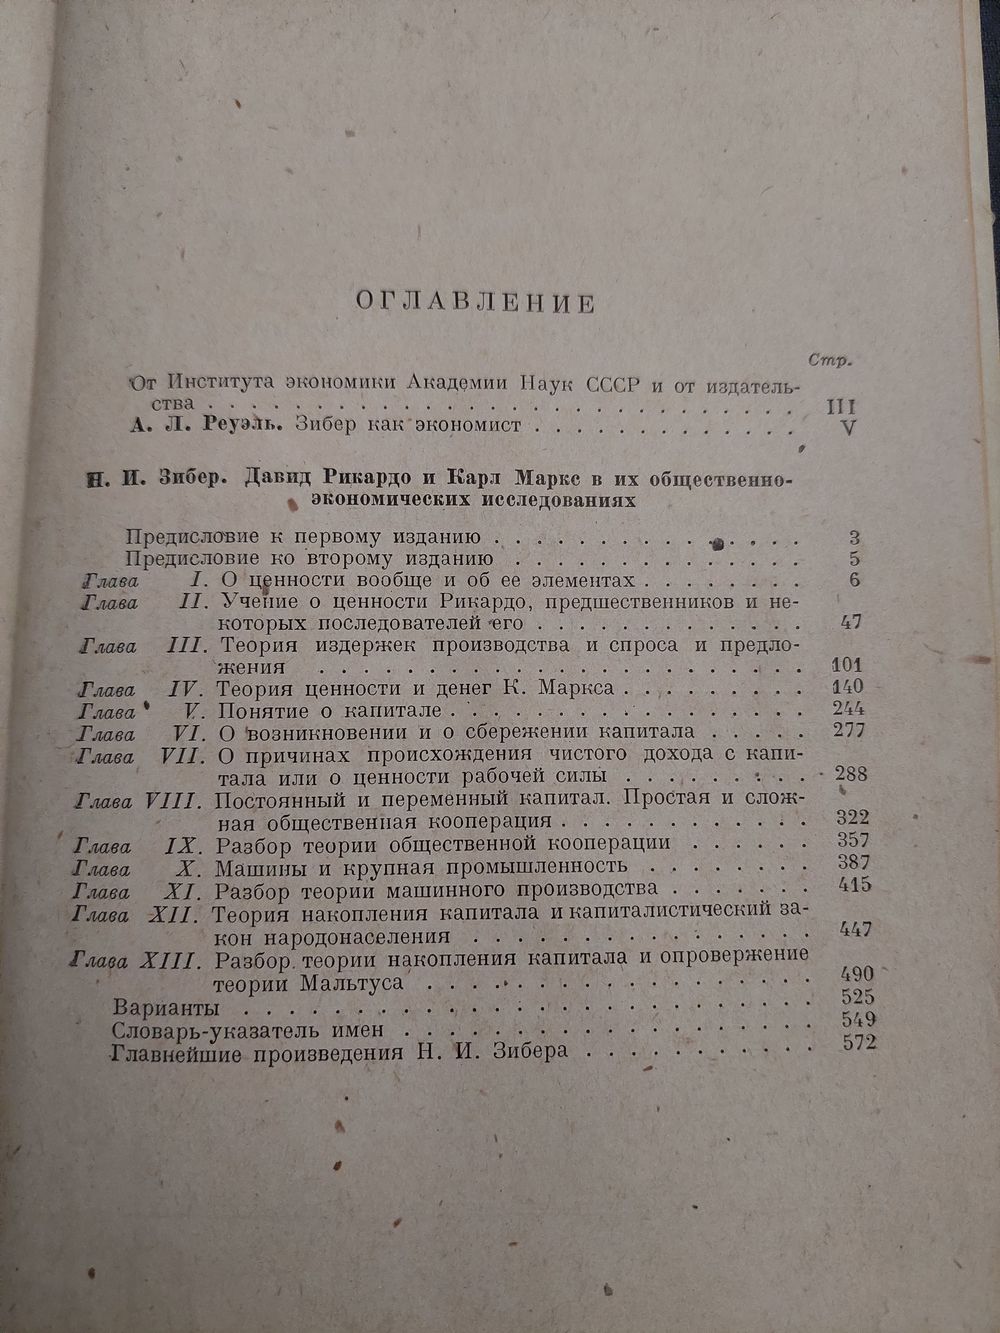 ОГЛАВЛЕНИЕ
Стр.
От Института экономики Академии Наук СССР и от издатель-
ства . . . . . . . . . . . . . . . . . . . . . . III
А. Л. Реуэль. Зибер как экономист . . . . . . . . . . . . . V
Н. И. Зибер. Давид Рикардо и Карл Маркс в их общественно-
экономических исследованиях
Предисловие к первому изданию . . . . . . . . . . . . . . 3
Предисловие ко второму изданию . . . . . . . . . . . . . . 5
Глава I. О ценности вообще и об ее элементах . . . . . . . . 6
Глава II. Учение о ценности Рикардо, предшественников и не-
которых последователей его . . . . . . . . . . . . . 47
Глава III. Теория издержек производства и спроса и предло-
жения . . . . . . . . . . . . . . . . . . . . . . 101
Глава IV. Теория ценности и денег К. Маркса . . . . . . . . . 140
Глава V. Понятие о капитале . . . . . . . . . . . . . . . . 244
Глава VI. О возникновении и о сбережении капитала . . . . . 277
Глава VII. О причинах происхождения чистого дохода с капи-
тала или о ценности рабочей силы . . . . . . . . . 288
Глава VIII. Постоянный и переменный капитал. Простая и слож-
ная общественная кооперация . . . . . . . . . . . . 322
Глава IX. Разбор теории общественной кооперации . . . . . . 357
Глава X. Машины и крупная промышленность . . . . . . . . 387
Глава XI. Разбор теории машинного производства . . . . . . . 415
Глава XII. Теория накопления капитала и капиталистический за-
кон народонаселения . . . . . . . . . . . . . . . . 447
Глава XIII. Разбор теории накопления капитала и опровержение
теории Мальтуса . . . . . . . . . . . . . . . . . . 490
Варианты . . . . . . . . . . . . . . . . . . . . . . . . . 525
Словарь-указатель имен . . . . . . . . . . . . . . . . . . 549
Главнейшие произведения Н. И. Зибера . . . . . . . . . . . 572